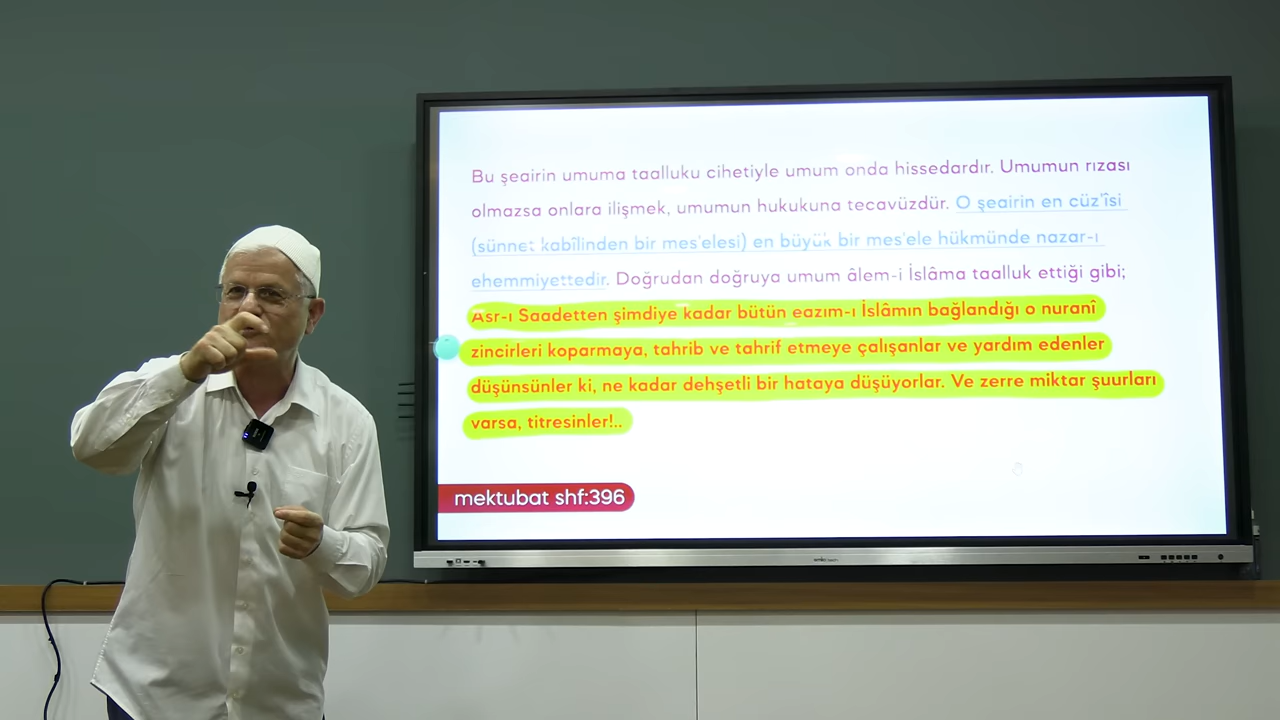 Bu şeairin umuma taalluku cihetiyle umum onda hissedardır. Umumun rızası
olmazsa onlara ilişmek, umumun hukukuna tecavüzdür. O şeairin en cüz'îsi
(sünnet kabîlinden bir mes'elesi) en büyük bir mes'ele hükmünde nazar-ı
ehemmiyettedir. Doğrudan doğruya umum âlem-i İslâma taalluk ettiği gibi;
Asr-ı Saadetten şimdiye kadar bütün eazım-ı İslâmın bağlandığı o nuranî
zincirleri koparmaya, tahrib ve tahrif etmeye çalışanlar ve yardım edenler
düşünsünler ki, ne kadar dehşetli bir hataya düşüyorlar. Ve zerre miktar şuurları
varsa, titresinler!..
mektubat shf:396